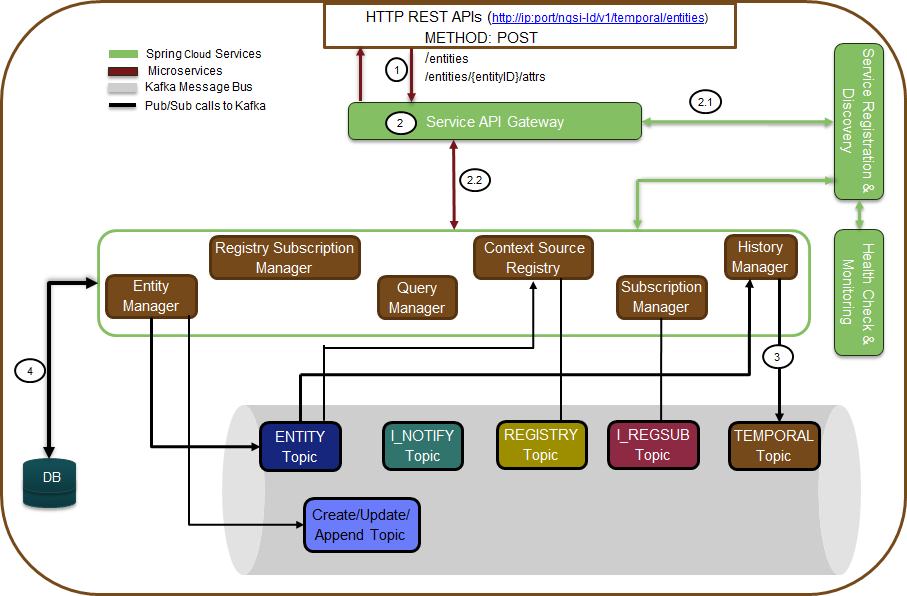 HTTP REST APIs (http://ip:port/ngsi-ld/v1/temporal/entities)
METHOD: POST
/entities
/entities/{entityID}/attrs
Spring Cloud Services
Microservices
Kafka Message Bus
Pub/Sub calls to Kafka
1
2
Service API Gateway
2.1
2.2
Service Registration &
Discovery
Health Check &
Monitoring
Registry Subscription
Manager
Context Source
Registry
History
Manager
Entity
Manager
Query
Manager
Subscription
Manager
3
4
ENTITY
Topic
I_NOTIFY
Topic
REGISTRY
Topic
I_REGSUB
Topic
TEMPORAL
Topic
DB
Create/Update/
Append Topic